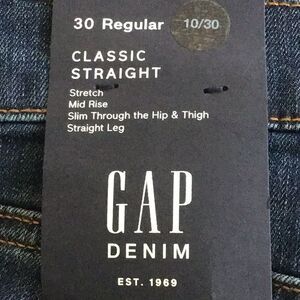 30 Regular 10/30
CLASSIC
STRAIGHT
Stretch
Mid Rise
Slim Through the Hip & Thigh
Straight Leg
GAP
DENIM
EST. 1969